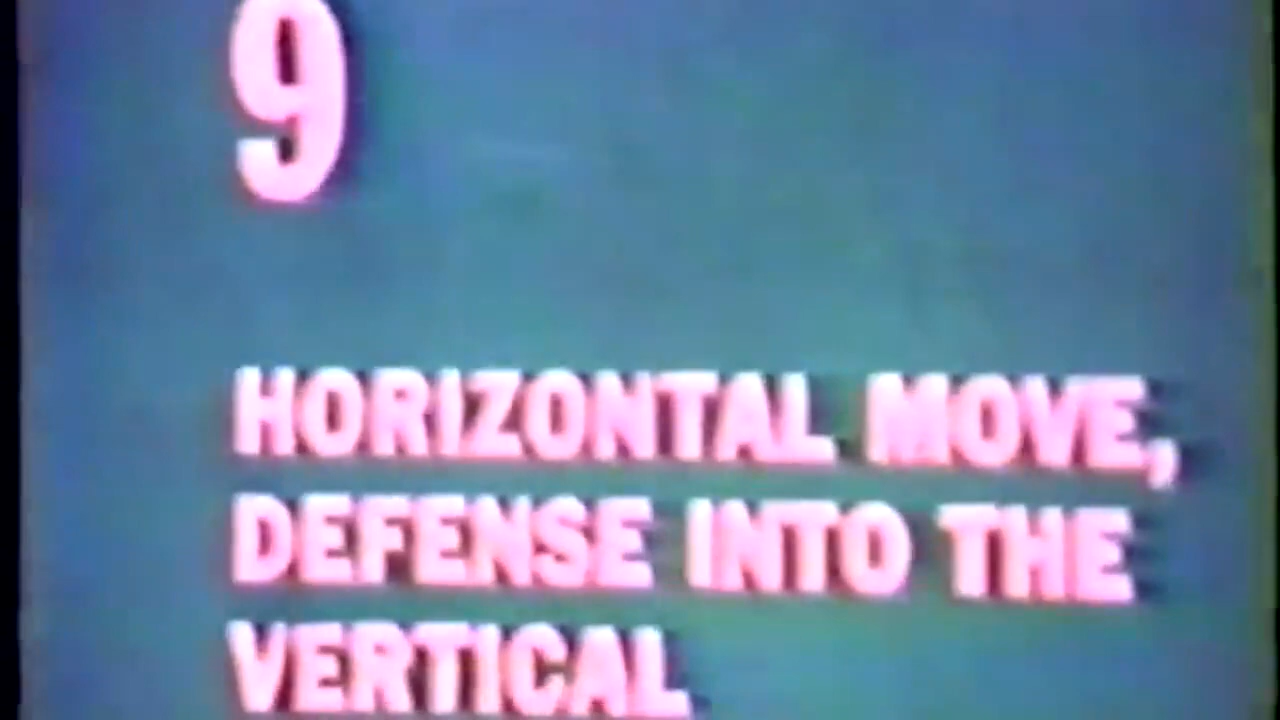 9
HORIZONTAL MOVE,
DEFENSE INTO THE
VERTICAL